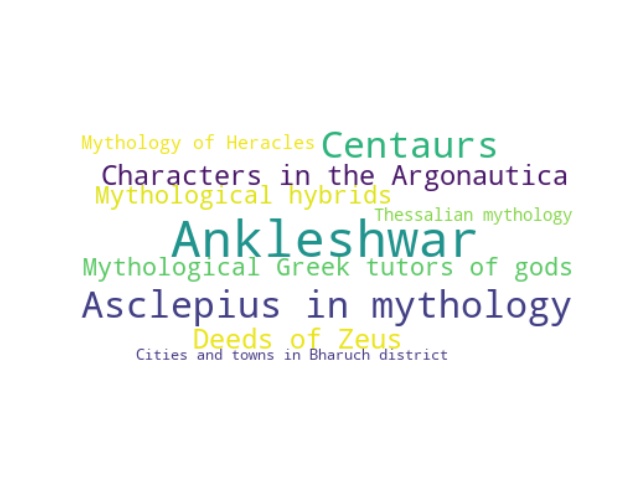 Mythology of Heracles
Centaurs
Characters in the Argonautica
Mythological hybrids
Thessalian mythology
Ankleshwar
Mythological Greek tutors of gods
Asclepius in mythology
Deeds of Zeus
Cities and towns in Bharuch district